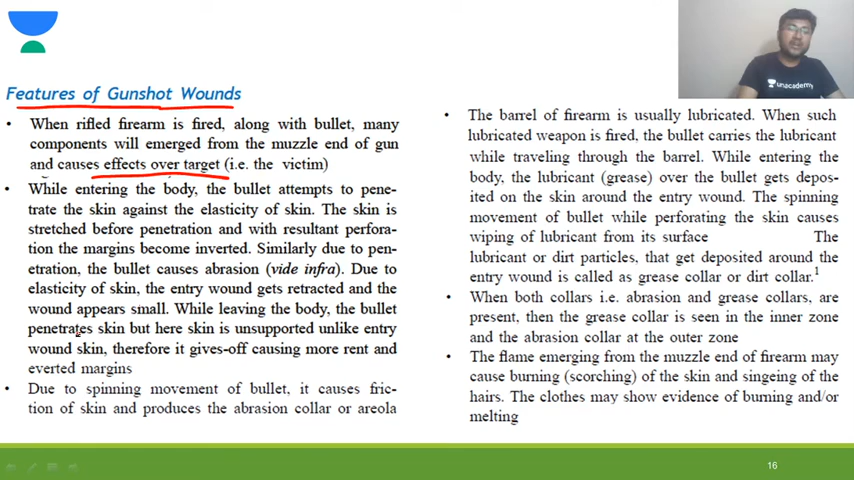 Features of Gunshot Wounds
• When rifled firearm is fired, along with bullet, many
components will emerged from the muzzle end of gun
and causes effects over target (i.e. the victim)
• While entering the body, the bullet attempts to pene-
trate the skin against the elasticity of skin. The skin is
stretched before penetration and with resultant perfora-
tion the margins become inverted. Similarly due to pen-
etration, the bullet causes abrasion (vide infra). Due to
elasticity of skin, the entry wound gets retracted and the
wound appears small. While leaving the body, the bullet
penetrates skin but here skin is unsupported unlike entry
wound skin, therefore it gives-off causing more rent and
everted margins
• Due to spinning movement of bullet, it causes fric-
tion of skin and produces the abrasion collar or areola
• The barrel of firearm is usually lubricated. When such
lubricated weapon is fired, the bullet carries the lubricant
while traveling through the barrel. While entering the
body, the lubricant (grease) over the bullet gets depos-
ited on the skin around the entry wound. The spinning
movement of bullet while perforating the skin causes
wiping of lubricant from its surface The
lubricant or dirt particles, that get deposited around the
entry wound is called as grease collar or dirt collar.1
• When both collars i.e. abrasion and grease collars, are
present, then the grease collar is seen in the inner zone
and the abrasion collar at the outer zone
• The flame emerging from the muzzle end of firearm may
cause burning (scorching) of the skin and singeing of the
hairs. The clothes may show evidence of burning and/or
melting
unacademy
16